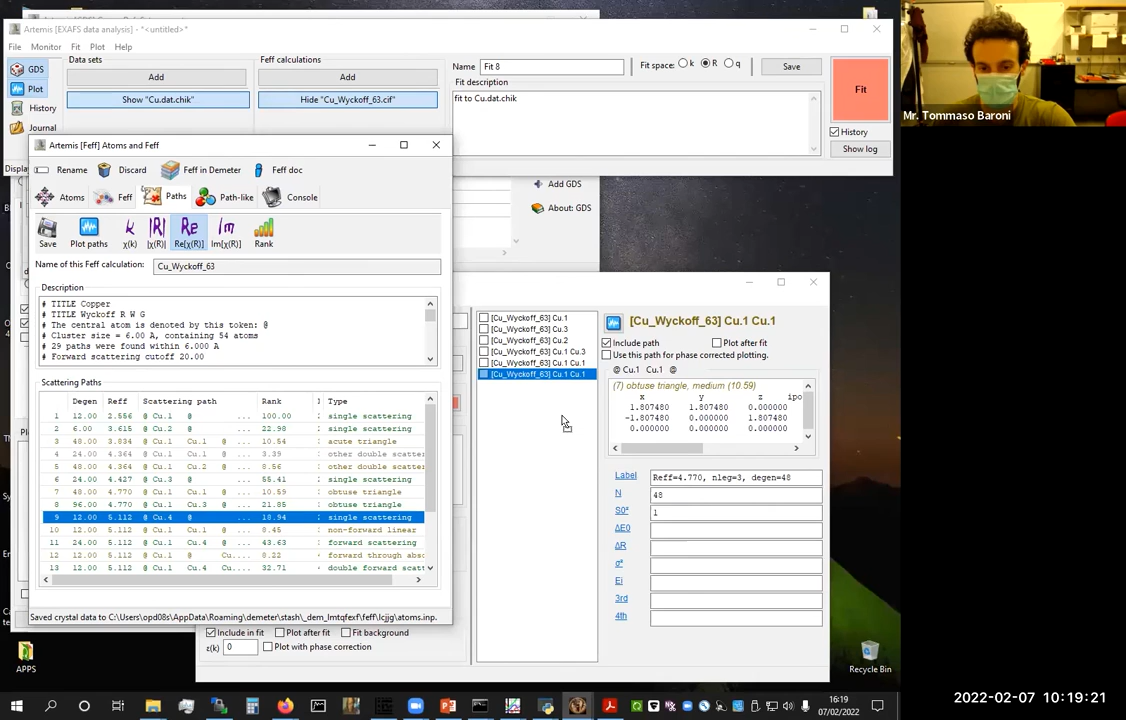 Artemis [EXAFS data analysis] - *<untitled>*
File Monitor Fit Plot Help
GDS
Plot
History
Journal
Data sets
Add
Show "Cu.dat.chik"
Feff calculations
Add
Hide "Cu_Wyckoff_63.cif"
Name Fit 8
Fit space: k R q
Save
Fit description
fit to Cu.dat.chik
Fit
History
Show log
Artemis [Feff] Atoms and Feff
Rename Discard Feff in Demeter Feff doc
Atoms Feff Paths Path-like Console
Save Plot paths χ(k) |χ(R)| Re[χ(R)] Im[χ(R)] Rank
Name of this Feff calculation: Cu_Wyckoff_63
Description
# TITLE Copper
# TITLE Wyckoff R W G
# The central atom is denoted by this token: @
# Cluster size = 6.00 A, containing 54 atoms
# 29 paths were found within 6.000 A
# Forward scattering cutoff 20.00
Scattering Paths
Degen Reff Scattering path Rank Type
1 12.00 2.556 @ Cu.1 @ ... 100.00 single scattering
2 6.00 3.615 @ Cu.2 @ ... 22.98 single scattering
3 48.00 3.834 @ Cu.1 Cu.1 @ ... 10.54 acute triangle
4 24.00 4.364 @ Cu.1 Cu.1 @ ... 3.39 other double scatte
5 48.00 4.364 @ Cu.1 Cu.2 @ ... 8.56 other double scatte
6 24.00 4.427 @ Cu.3 @ ... 55.41 single scattering
7 48.00 4.770 @ Cu.1 Cu.1 @ ... 10.59 obtuse triangle
8 96.00 4.770 @ Cu.1 Cu.3 @ ... 21.85 obtuse triangle
9 12.00 5.112 @ Cu.4 @ ... 18.94 single scattering
10 12.00 5.112 @ Cu.1 @ Cu.1 ... 8.45 non-forward linear
11 24.00 5.112 @ Cu.1 Cu.4 @ ... 43.63 forward scattering
12 12.00 5.112 @ Cu.1 @ Cu.... 8.22 forward through abso
13 12.00 5.112 @ Cu.1 Cu.4 Cu.... 32.71 double forward scatt
Saved crystal data to C:\Users\opd08s\AppData\Roaming\demeter\stash\_dem_lmtqfexf\feff\lcjjg\atoms.inp.
Add GDS
About: GDS
[Cu_Wyckoff_63] Cu.1
[Cu_Wyckoff_63] Cu.3
[Cu_Wyckoff_63] Cu.2
[Cu_Wyckoff_63] Cu.1 Cu.3
[Cu_Wyckoff_63] Cu.1 Cu.1
[Cu_Wyckoff_63] Cu.1 Cu.1
[Cu_Wyckoff_63] Cu.1 Cu.1
Include path Plot after fit
Use this path for phase corrected plotting.
@ Cu.1 Cu.1 @
(7) obtuse triangle, medium (10.59)
x y z ipo
1.807480 1.807480 0.000000
-1.807480 0.000000 1.807480
0.000000 0.000000 0.000000
Label Reff=4.770, nleg=3, degen=48
N 48
S0² 1
ΔE0
ΔR
σ²
Ei
3rd
4th
Include in fit Plot after fit Fit background
ε(k) 0 Plot with phase correction
Mr. Tommaso Baroni
APPS
Recycle Bin
16:19
07/02/2022
2022-02-07 10:19:21